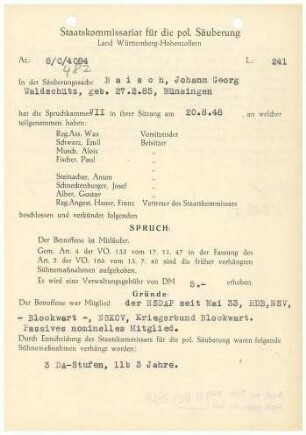 Staatskommissariat für die pol. Säuberung
Land Württemberg-Hohenzollern
Az.: 8/C/4084 L: 241
482
In der Säuberungssache Baisch, Johann Georg
Waldschütz, geb. 27.2.85, Münsingen
hat die Spruchkammer VII in ihrer Sitzung am 20.8.48, an welcher
teilgenommen haben:
Reg.Ass. Wax Vorsitzender
Schwarz, Emil Beisitzer
Munch, Alois
Fischer, Paul
Steinacher, Anton
Schneckenburger, Josef
Alber, Gustav
Reg.Angest. Hauer, Franz Vertreter des Staatskommissars
beschlossen und verkündet folgenden
SPRUCH:
Der Betroffene ist Mitläufer.
Gem. Art. 4 der VO. 133 vom 17. 11. 47 in der Fassung des
Art. 2 der VO. 165 vom 13. 7. 48 sind die früher verhängten
Sühnemaßnahmen aufgehoben.
Es wird eine Verwaltungsgebühr von DM 5.- erhoben.
Gründe:
Der Betroffene war Mitglied der NSDAP seit Mai 33, RDB, NSV,
- Blockwart -, NSKOV, Kriegerbund Blockwart.
Passives nominelles Mitglied.
Durch Entscheidung des Staatskommissars für die pol. Säuberung waren folgende
Sühnemaßnahmen verhängt worden:
3 DA-Stufen, 11b 3 Jahre.